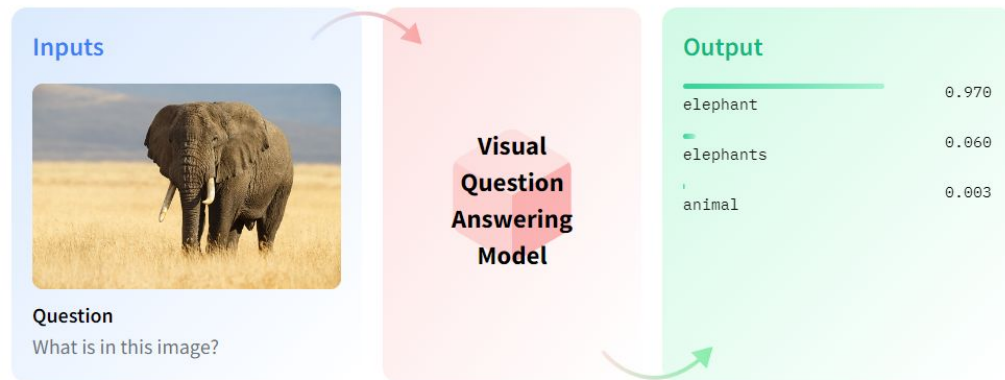 Inputs
Question
What is in this image?
Visual
Question
Answering
Model
Output
0.970
elephant
0.060
elephants
0.003
animal